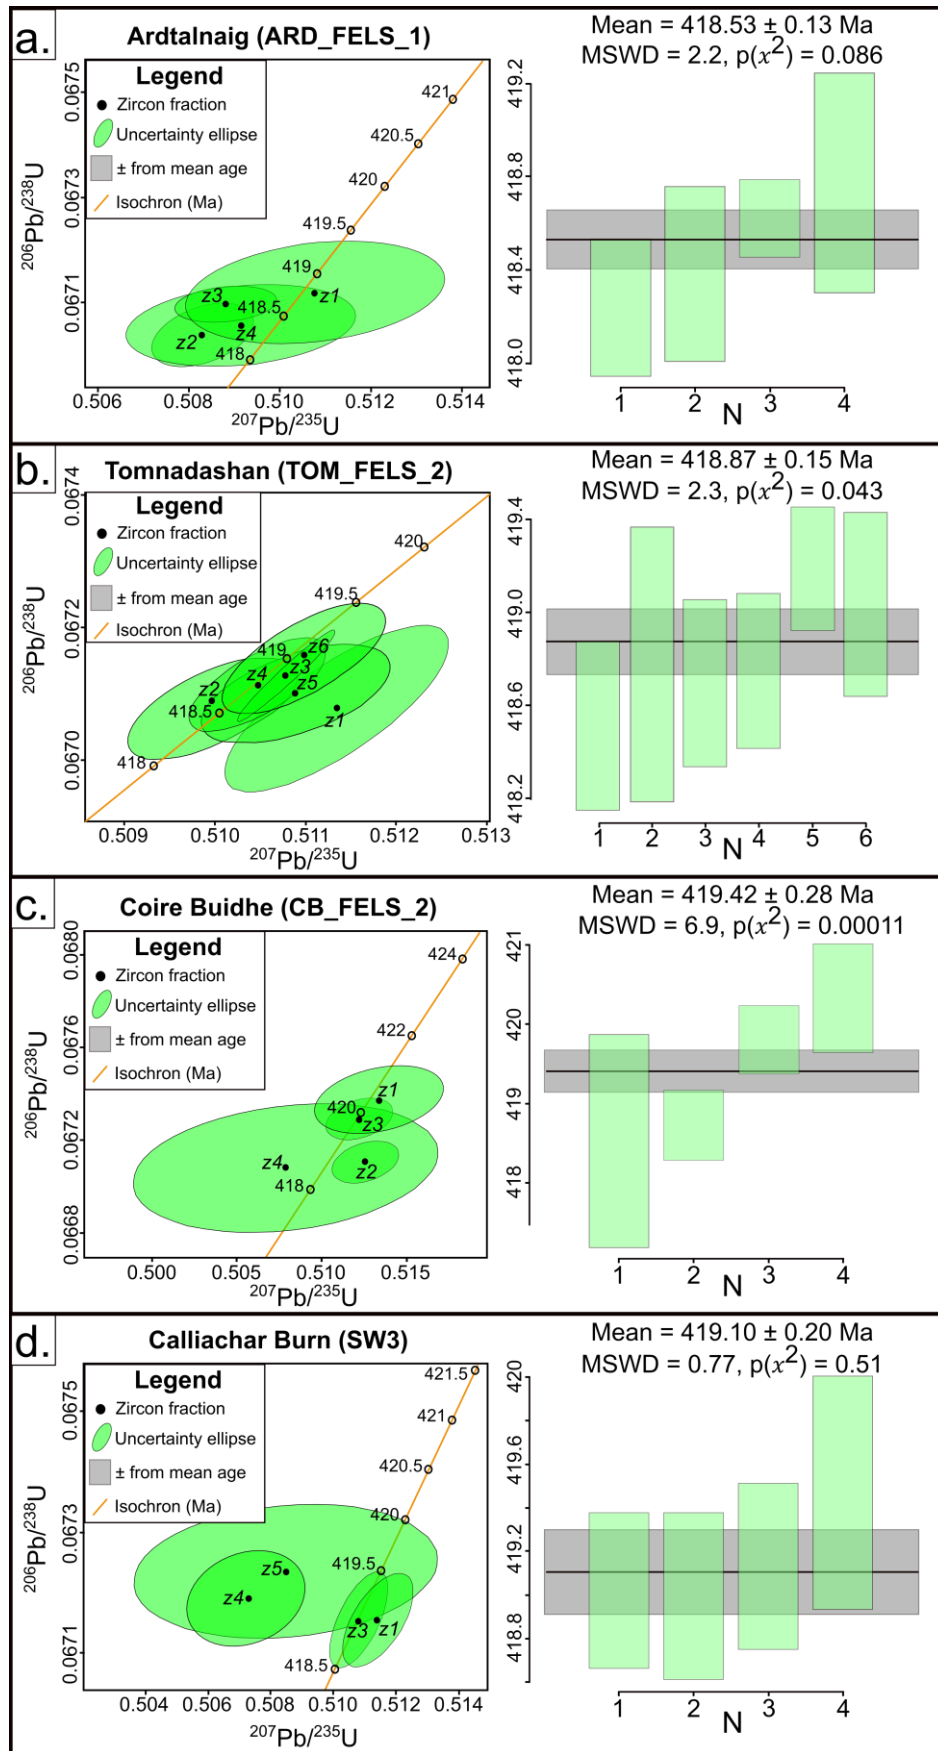 a.
Ardtalnaig (ARD_FELS_1)
Legend
Zircon fraction
Uncertainty ellipse
± from mean age
Isochron (Ma)
0.0675
0.0673
0.0671
206Pb/238U
421
420.5
420
419.5
419
418.5
418
z1
z3
z4
z2
0.506
0.508
0.510
0.512
0.514
207Pb/235U
Mean = 418.53 ± 0.13 Ma
MSWD = 2.2, p(x²) = 0.086
419.2
418.8
418.4
418.0
1
2
3
4
N
b.
Tomnadashan (TOM_FELS_2)
Legend
Zircon fraction
Uncertainty ellipse
± from mean age
Isochron (Ma)
0.0674
0.0672
0.0670
206Pb/238U
420
419.5
419
418.5
418
z6
z3
z4
z5
z2
z1
0.509
0.510
0.511
0.512
0.513
207Pb/235U
Mean = 418.87 ± 0.15 Ma
MSWD = 2.3, p(x²) = 0.043
419.4
419.0
418.6
418.2
1
2
3
4
5
6
N
c.
Coire Buidhe (CB_FELS_2)
Legend
Zircon fraction
Uncertainty ellipse
± from mean age
Isochron (Ma)
0.0680
0.0676
0.0672
0.0668
206Pb/238U
424
422
420
418
z1
z3
z2
z4
0.500
0.505
0.510
0.515
207Pb/235U
Mean = 419.42 ± 0.28 Ma
MSWD = 6.9, p(x²) = 0.00011
421
420
419
418
1
2
3
4
N
d.
Calliachar Burn (SW3)
Legend
Zircon fraction
Uncertainty ellipse
± from mean age
Isochron (Ma)
0.0675
0.0673
0.0671
206Pb/238U
421.5
421
420.5
420
419.5
418.5
z5
z4
z3
z1
0.504
0.506
0.508
0.510
0.512
0.514
207Pb/235U
Mean = 419.10 ± 0.20 Ma
MSWD = 0.77, p(x²) = 0.51
420
419.6
419.2
418.8
1
2
3
4
N